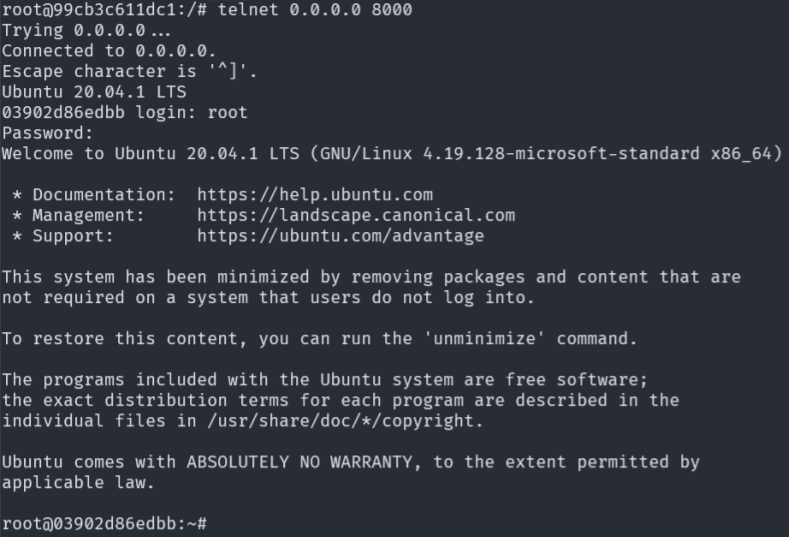 root@99cb3c611dc1:/# telnet 0.0.0.0 8000
Trying 0.0.0.0...
Connected to 0.0.0.0.
Escape character is '^]'.
Ubuntu 20.04.1 LTS
03902d86edbb login: root
Password:
Welcome to Ubuntu 20.04.1 LTS (GNU/Linux 4.19.128-microsoft-standard x86_64)
* Documentation:  https://help.ubuntu.com
* Management:     https://landscape.canonical.com
* Support:        https://ubuntu.com/advantage
This system has been minimized by removing packages and content that are
not required on a system that users do not log into.
To restore this content, you can run the 'unminimize' command.
The programs included with the Ubuntu system are free software;
the exact distribution terms for each program are described in the
individual files in /usr/share/doc/*/copyright.
Ubuntu comes with ABSOLUTELY NO WARRANTY, to the extent permitted by
applicable law.
root@03902d86edbb:~#